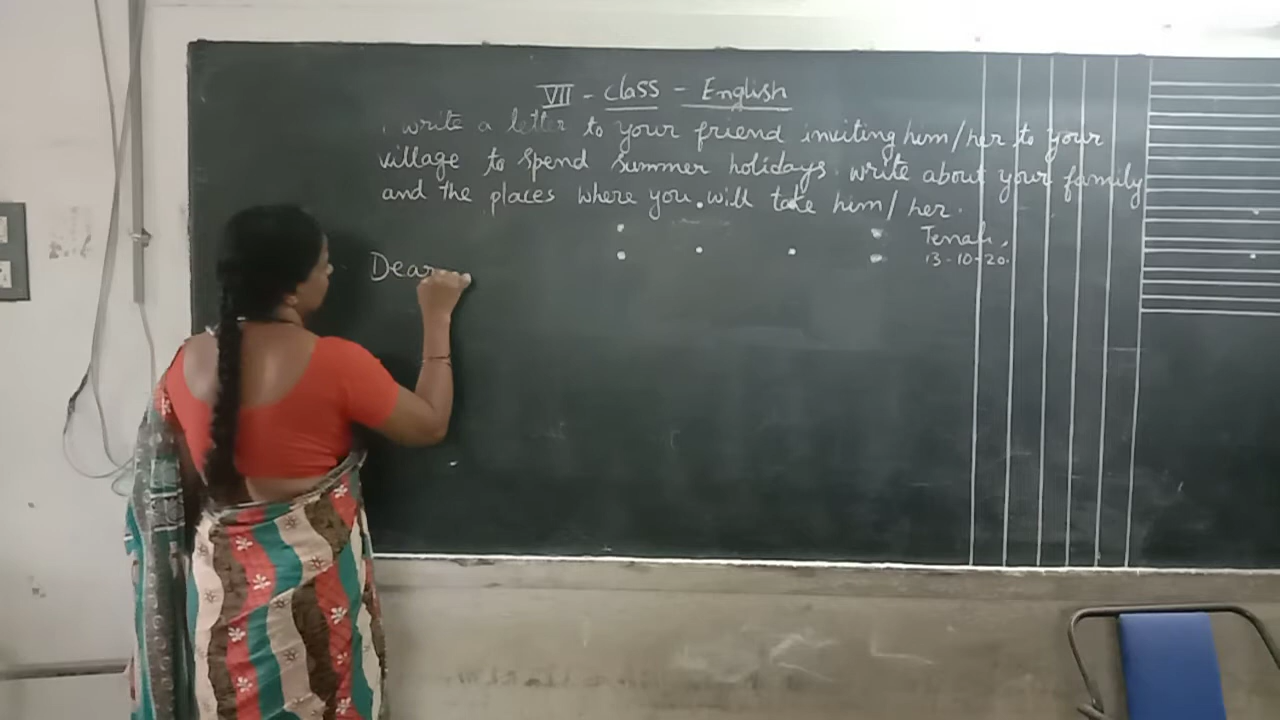 VII - class - English
write a letter to your friend inviting him/her to your
village to spend summer holidays. write about your family
and the places where you will take him/her.
Tenali,
13-10-20.
Dear